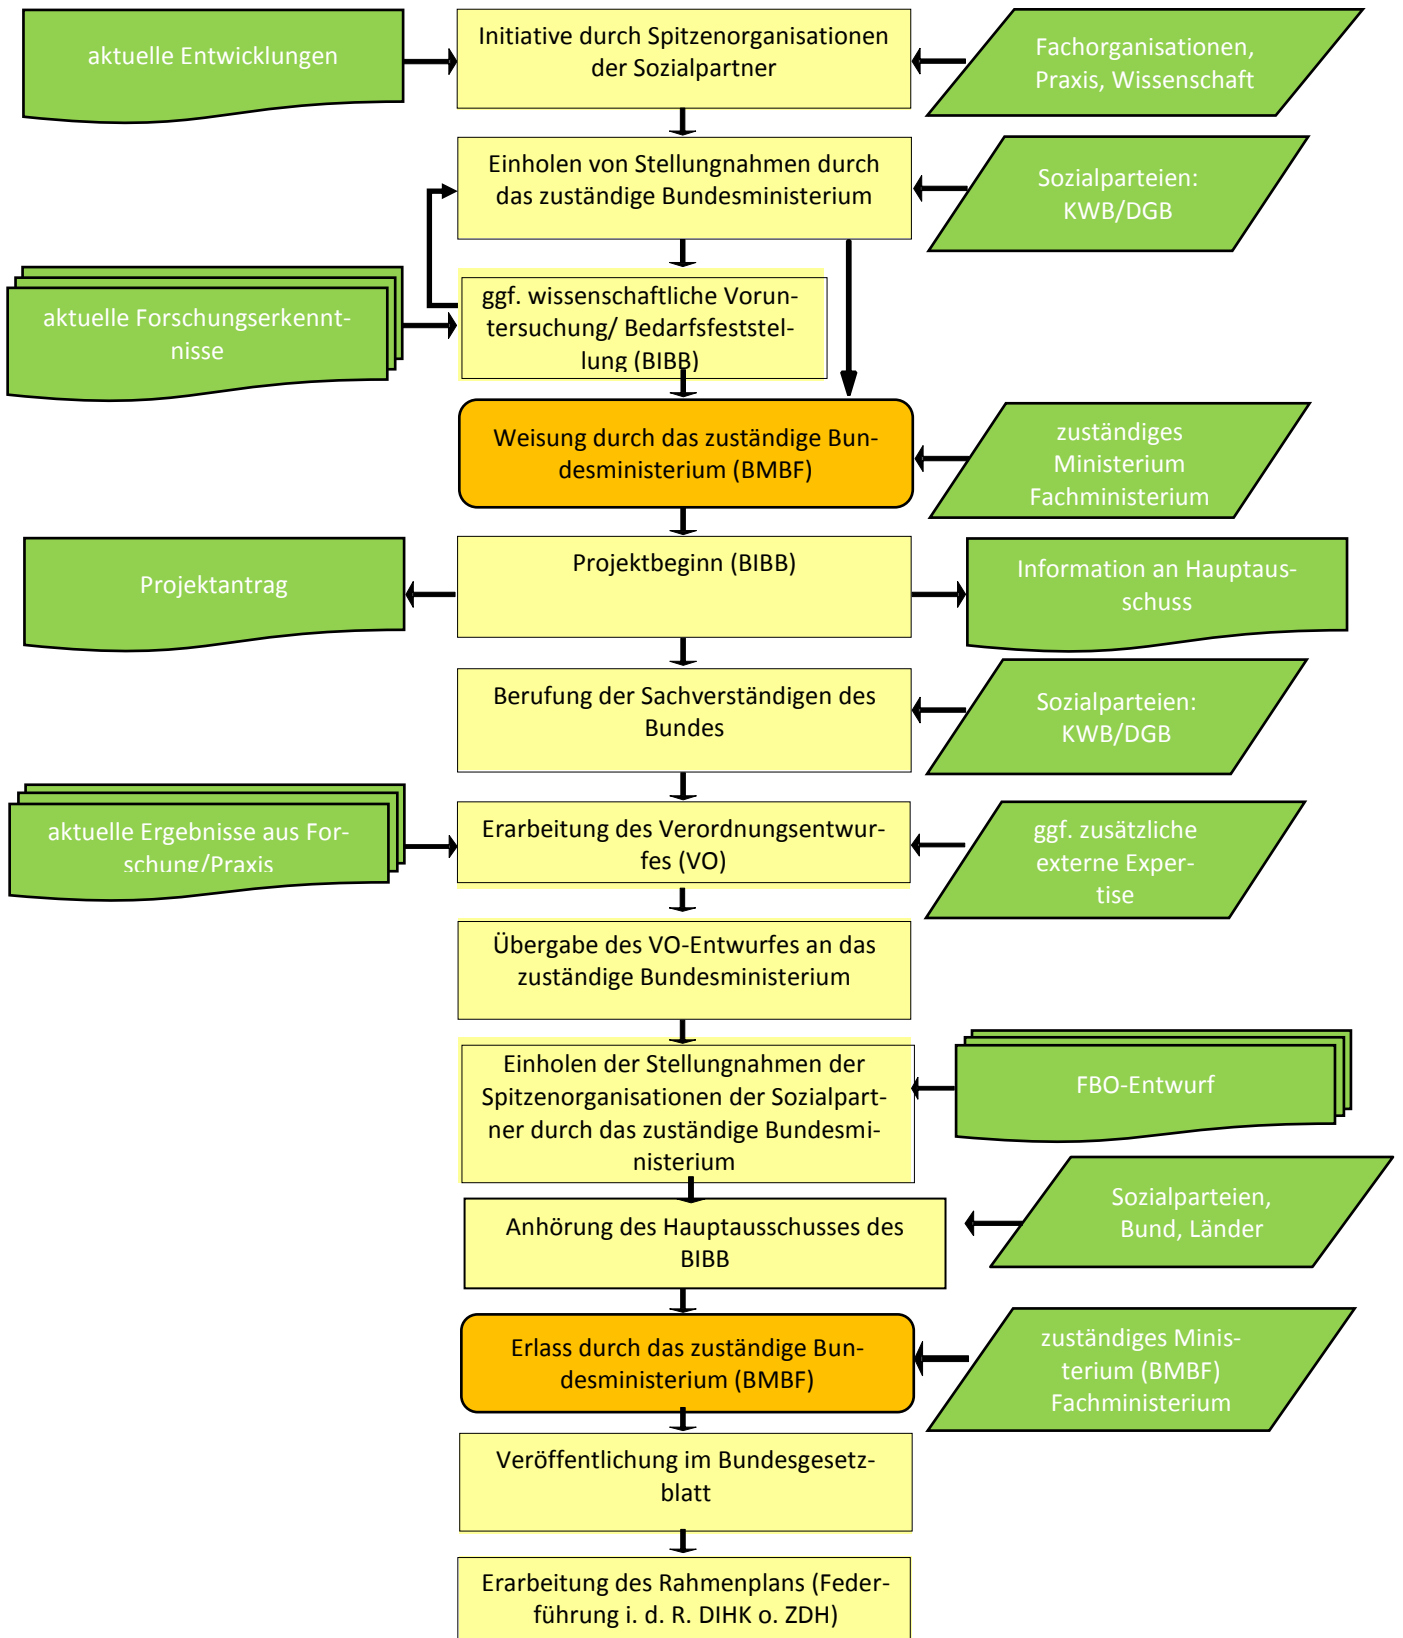 aktuelle Entwicklungen
Initiative durch Spitzenorganisationen
der Sozialpartner
Fachorganisationen,
Praxis, Wissenschaft
Einholen von Stellungnahmen durch
das zuständige Bundesministerium
Sozialparteien:
KWB/DGB
aktuelle Forschungserkennt-
nisse
ggf. wissenschaftliche Vorun-
tersuchung/ Bedarfsfeststel-
lung (BIBB)
Weisung durch das zuständige Bun-
desministerium (BMBF)
zuständiges
Ministerium
Fachministerium
Projektantrag
Projektbeginn (BIBB)
Information an Hauptaus-
schuss
Berufung der Sachverständigen des
Bundes
Sozialparteien:
KWB/DGB
aktuelle Ergebnisse aus For-
schung/Praxis
Erarbeitung des Verordnungsentwur-
fes (VO)
ggf. zusätzliche
externe Exper-
tise
Übergabe des VO-Entwurfes an das
zuständige Bundesministerium
Einholen der Stellungnahmen der
Spitzenorganisationen der Sozialpart-
ner durch das zuständige Bundesmi-
nisterium
FBO-Entwurf
Anhörung des Hauptausschusses des
BIBB
Sozialparteien,
Bund, Länder
Erlass durch das zuständige Bun-
desministerium (BMBF)
zuständiges Minis-
terium (BMBF)
Fachministerium
Veröffentlichung im Bundesgesetz-
blatt
Erarbeitung des Rahmenplans (Feder-
führung i. d. R. DIHK o. ZDH)